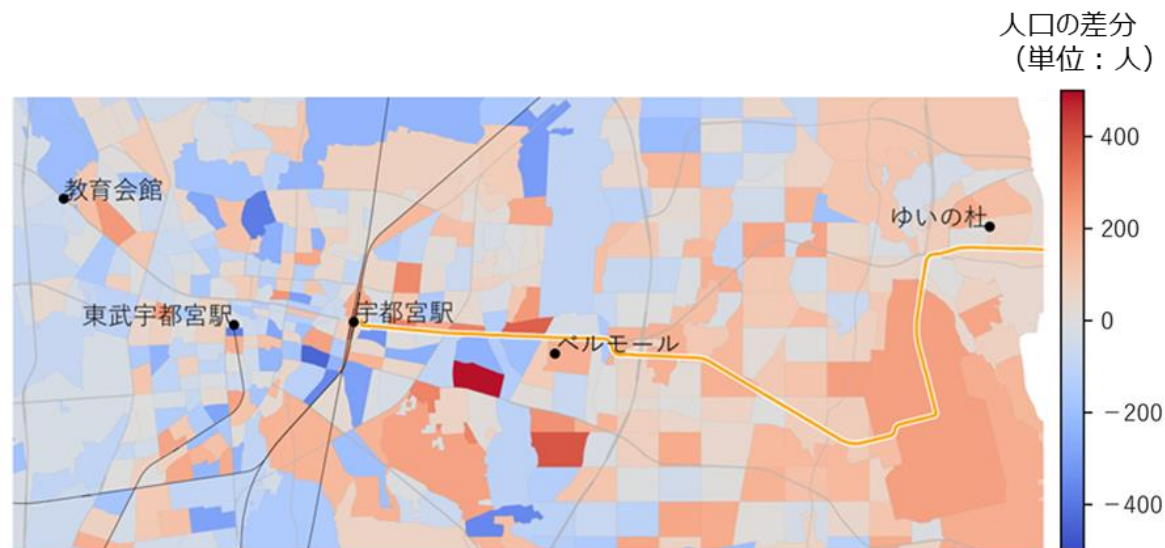 人口の差分
（単位：人）
400
教育会館
200
ゆいの杜
東武宇都宮駅
宇都宮駅
0
ベルモール
−200
−400